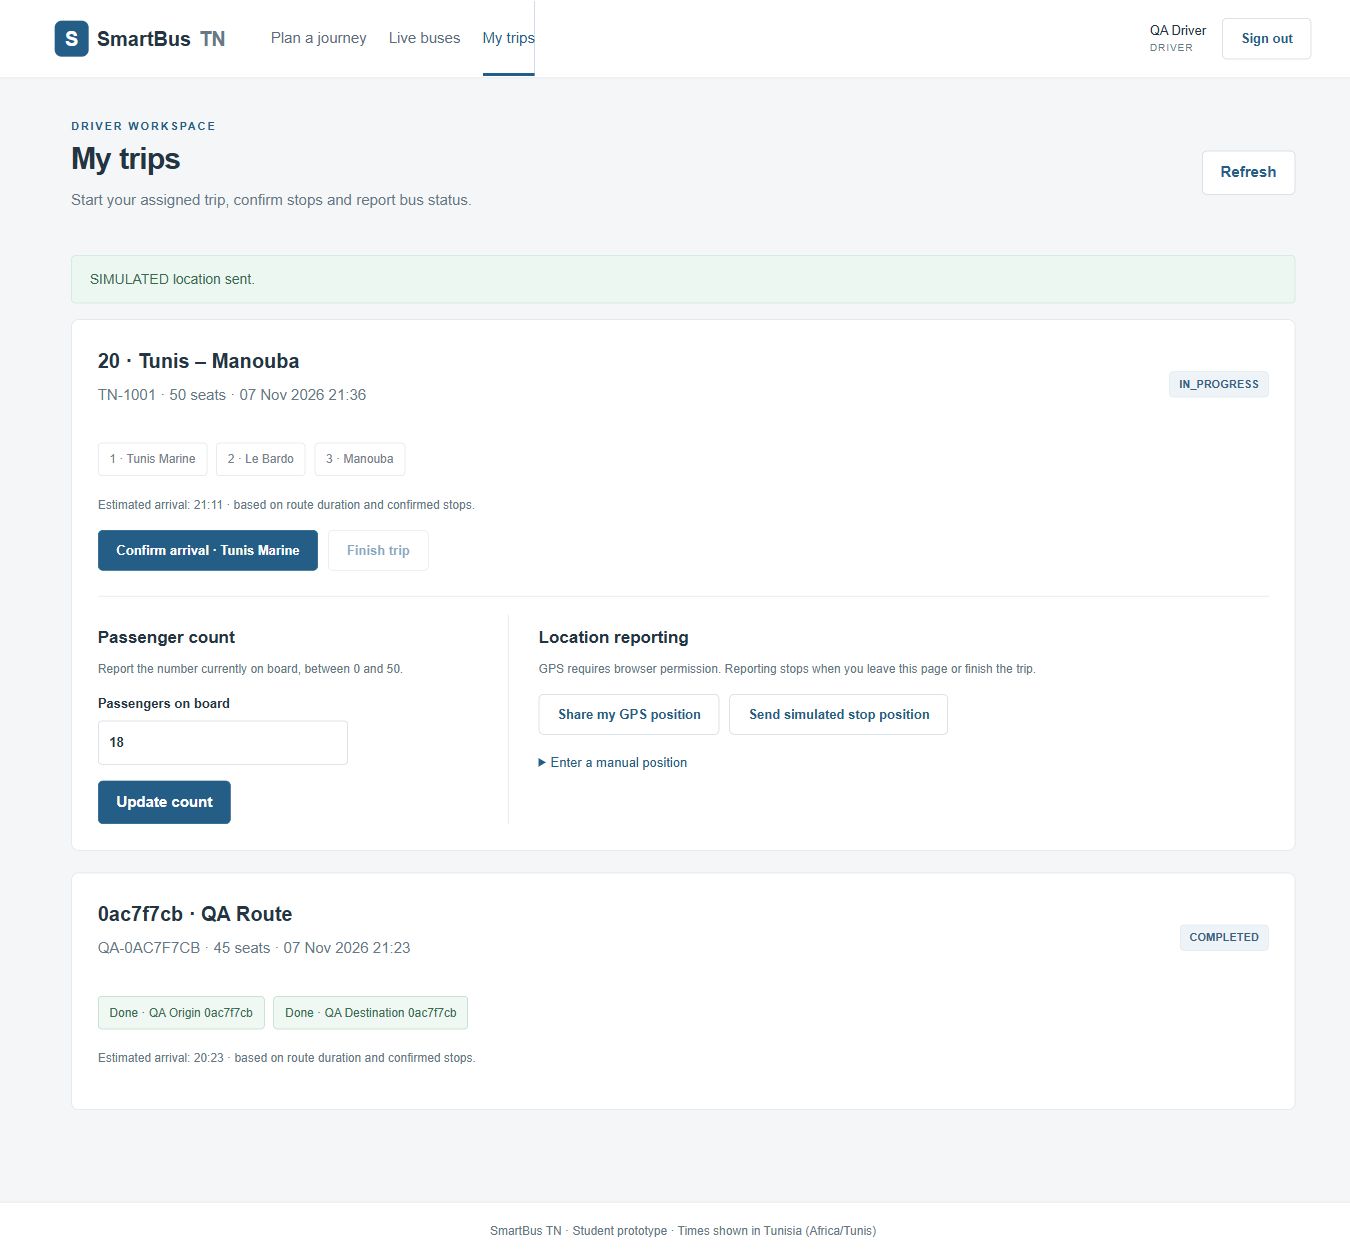 S SmartBus TN Plan a journey Live buses My trips QA Driver Sign out
DRIVER
DRIVER WORKSPACE
My trips
Refresh
Start your assigned trip, confirm stops and report bus status.
SIMULATED location sent.
20 · Tunis – Manouba
IN_PROGRESS
TN-1001 · 50 seats · 07 Nov 2026 21:36
1 · Tunis Marine 2 · Le Bardo 3 · Manouba
Estimated arrival: 21:11 · based on route duration and confirmed stops.
Confirm arrival · Tunis Marine Finish trip
Passenger count
Report the number currently on board, between 0 and 50.
Passengers on board
18
Update count
Location reporting
GPS requires browser permission. Reporting stops when you leave this page or finish the trip.
Share my GPS position Send simulated stop position
Enter a manual position
0ac7f7cb · QA Route
COMPLETED
QA-0AC7F7CB · 45 seats · 07 Nov 2026 21:23
Done · QA Origin 0ac7f7cb Done · QA Destination 0ac7f7cb
Estimated arrival: 20:23 · based on route duration and confirmed stops.
SmartBus TN · Student prototype · Times shown in Tunisia (Africa/Tunis)